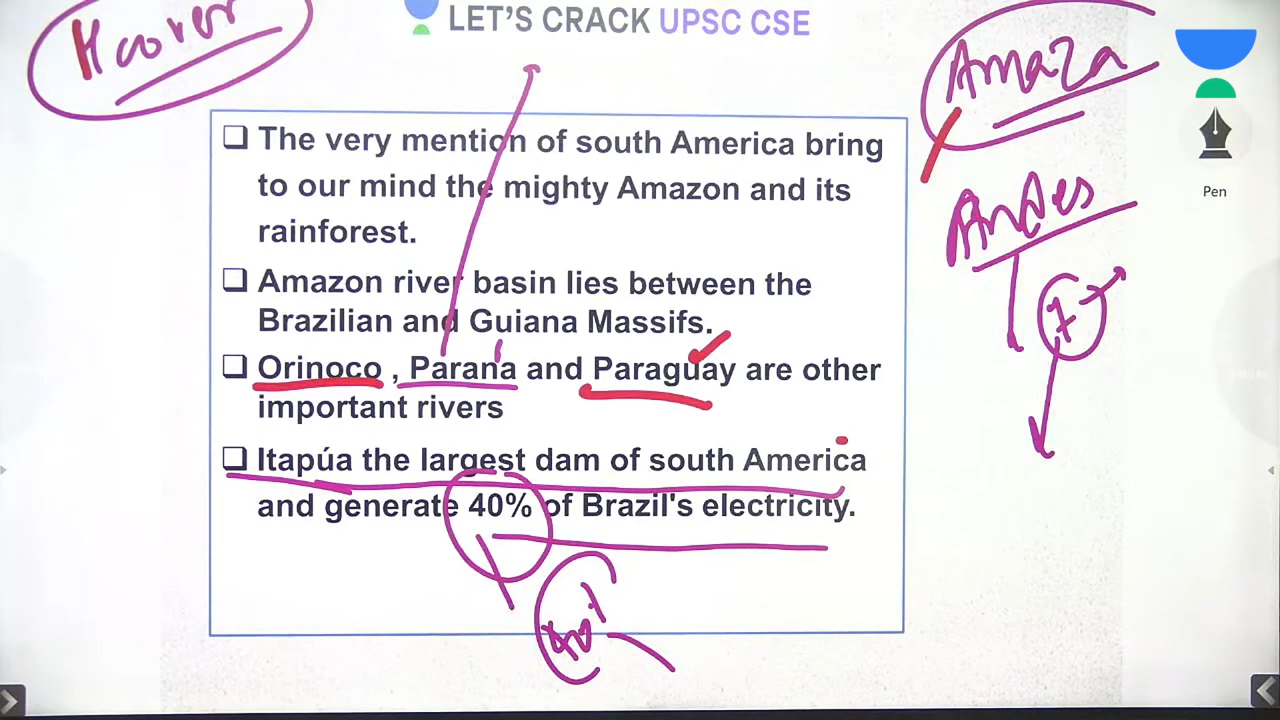 Hoover
LET'S CRACK UPSC CSE
Amaza
Andes
7
Pen
❑ The very mention of south America bring
to our mind the mighty Amazon and its
rainforest.
❑ Amazon river basin lies between the
Brazilian and Guiana Massifs.
❑ Orinoco , Parana and Paraguay are other
important rivers
❑ Itapúa the largest dam of south America
and generate 40% of Brazil's electricity.